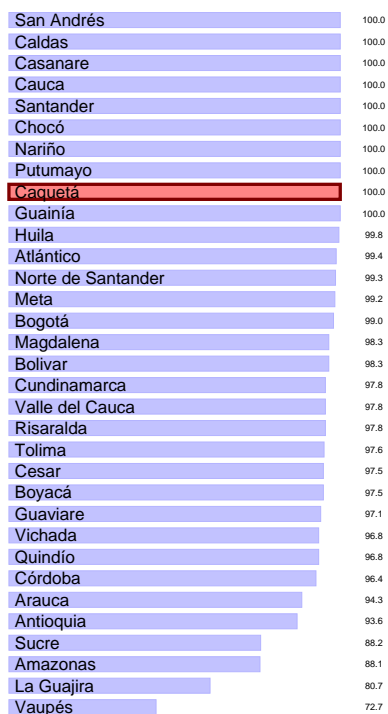 San Andrés 100.0
Caldas 100.0
Casanare 100.0
Cauca 100.0
Santander 100.0
Chocó 100.0
Nariño 100.0
Putumayo 100.0
Caquetá 100.0
Guainía 100.0
Huila 99.8
Atlántico 99.4
Norte de Santander 99.3
Meta 99.2
Bogotá 99.0
Magdalena 98.3
Bolivar 98.3
Cundinamarca 97.8
Valle del Cauca 97.8
Risaralda 97.8
Tolima 97.6
Cesar 97.5
Boyacá 97.5
Guaviare 97.1
Vichada 96.8
Quindío 96.8
Córdoba 96.4
Arauca 94.3
Antioquia 93.6
Sucre 88.2
Amazonas 88.1
La Guajira 80.7
Vaupés 72.7